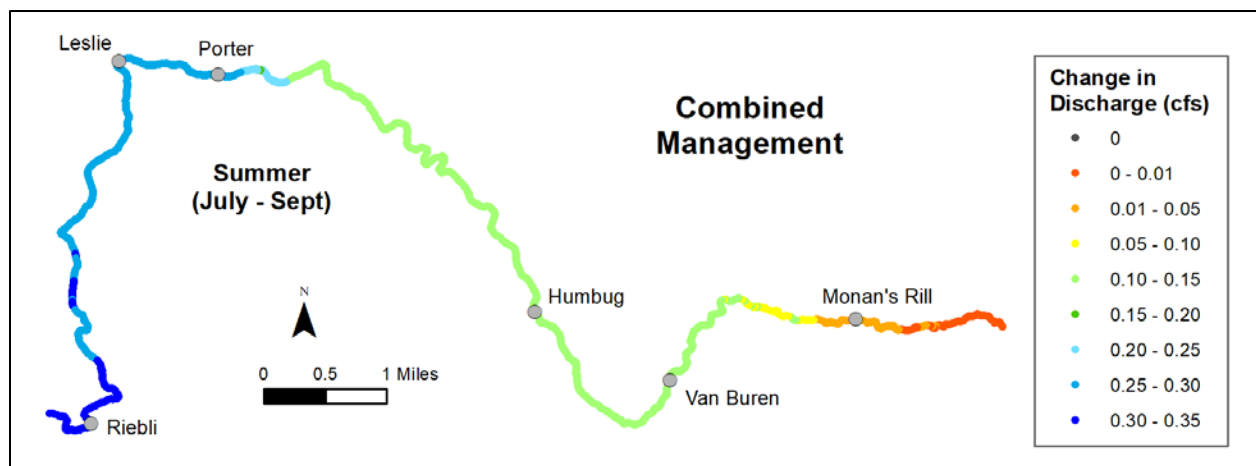 Leslie
Porter
Combined
Management
Summer
(July - Sept)
N
0 0.5 1 Miles
Humbug
Monan's Rill
Van Buren
Riebli
Change in
Discharge (cfs)
0
0 - 0.01
0.01 - 0.05
0.05 - 0.10
0.10 - 0.15
0.15 - 0.20
0.20 - 0.25
0.25 - 0.30
0.30 - 0.35